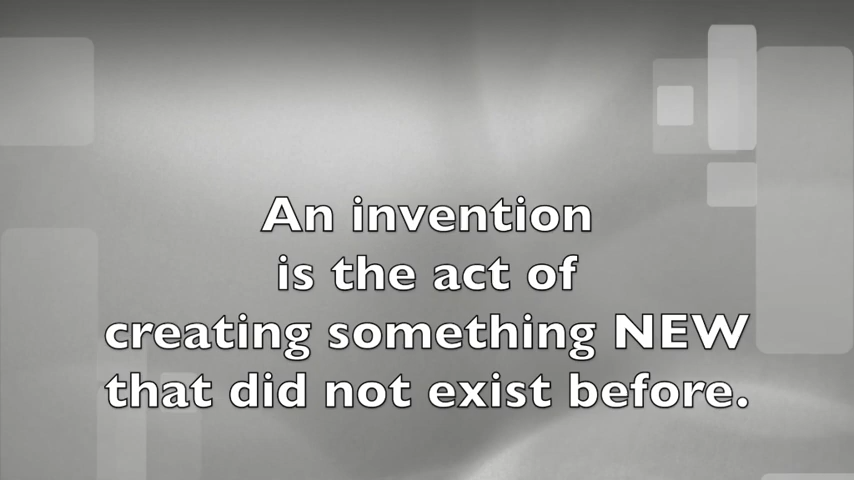 An invention
is the act of
creating something NEW
that did not exist before.